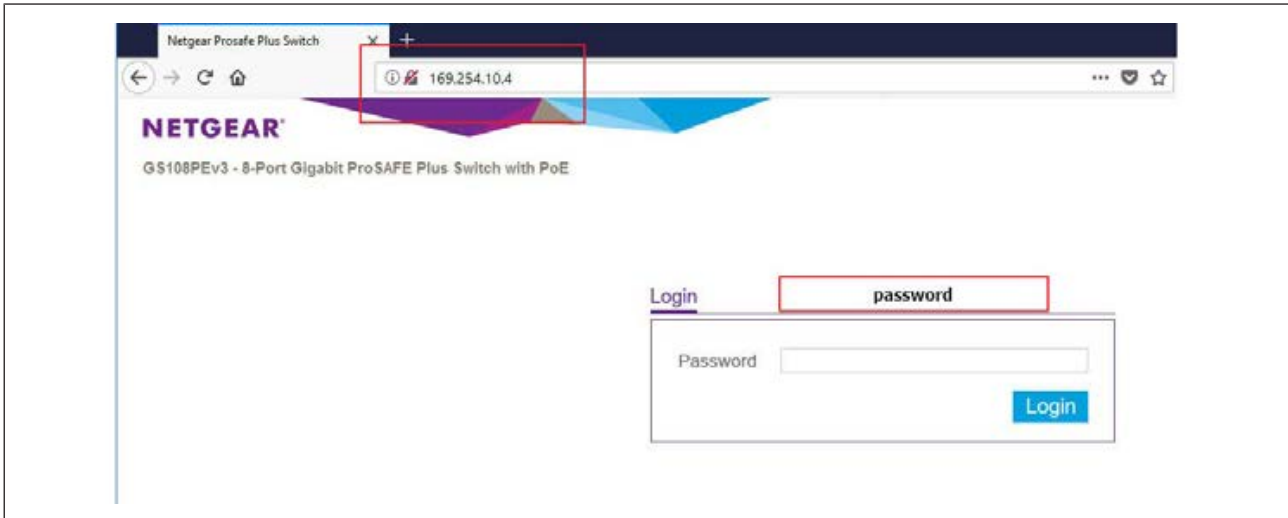 Netgear Prosafe Plus Switch
169.254.10.4
NETGEAR®
GS108PEv3 - 8-Port Gigabit ProSAFE Plus Switch with PoE
Login
password
Password
Login